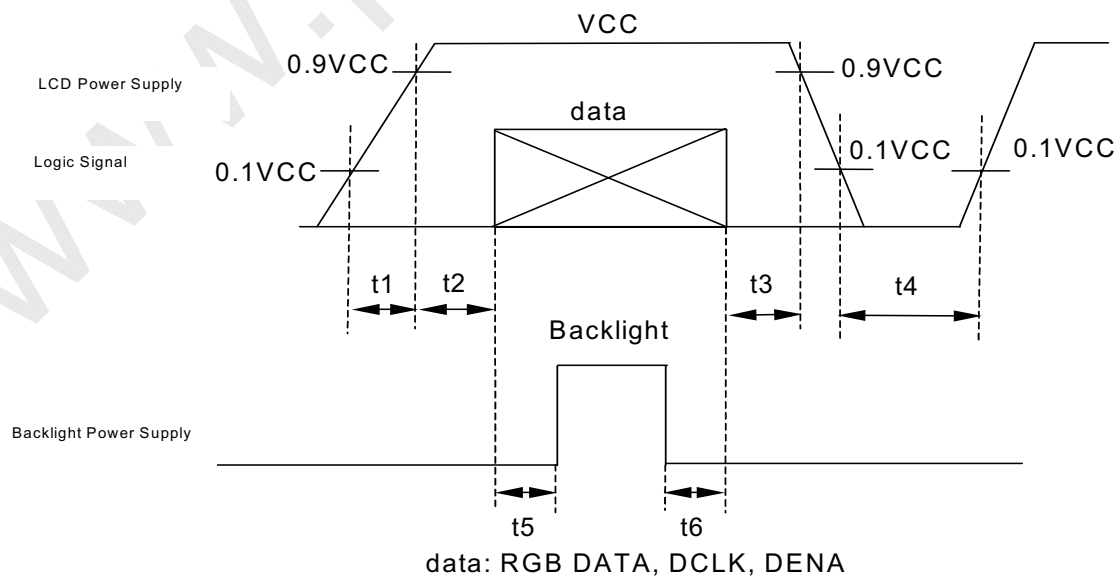 VCC
0.9VCC
0.9VCC
LCD Power Supply
data
Logic Signal
0.1VCC
0.1VCC
0.1VCC
t1
t2
t3
t4
Backlight
Backlight Power Supply
t5
t6
data: RGB DATA, DCLK, DENA